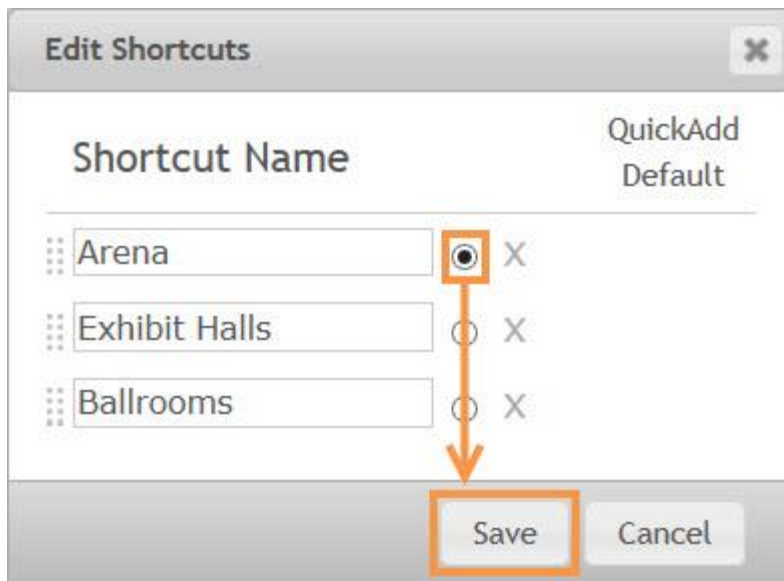 Edit Shortcuts
Shortcut Name
QuickAdd
Default
Arena
X
Exhibit Halls
X
Ballrooms
X
Save
Cancel